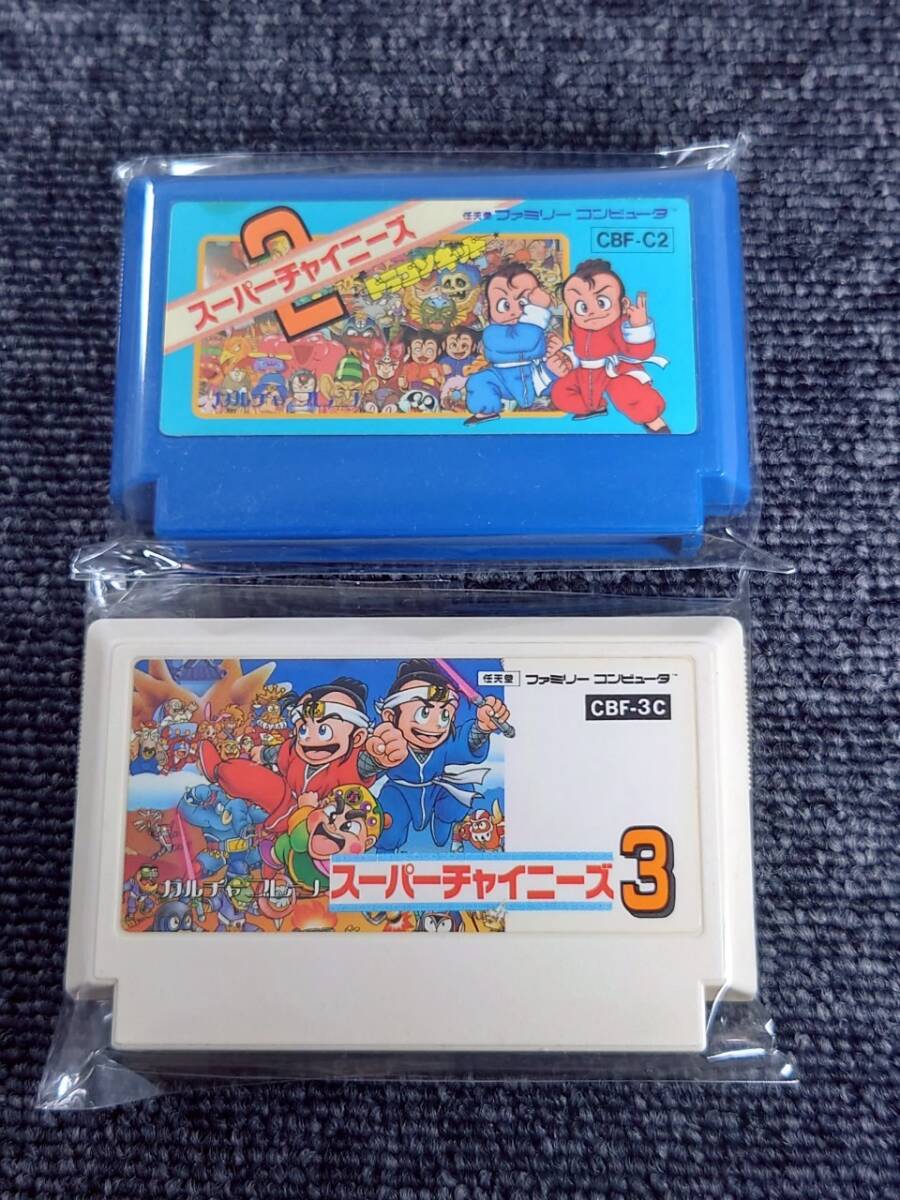 任天堂 ファミリー コンピュータ™
CBF-C2
2
スーパーチャイニーズ
ドラゴンキッド
カルチャーブレーン
任天堂 ファミリー コンピュータ™
CBF-3C
カルチャーブレーン
スーパーチャイニーズ3